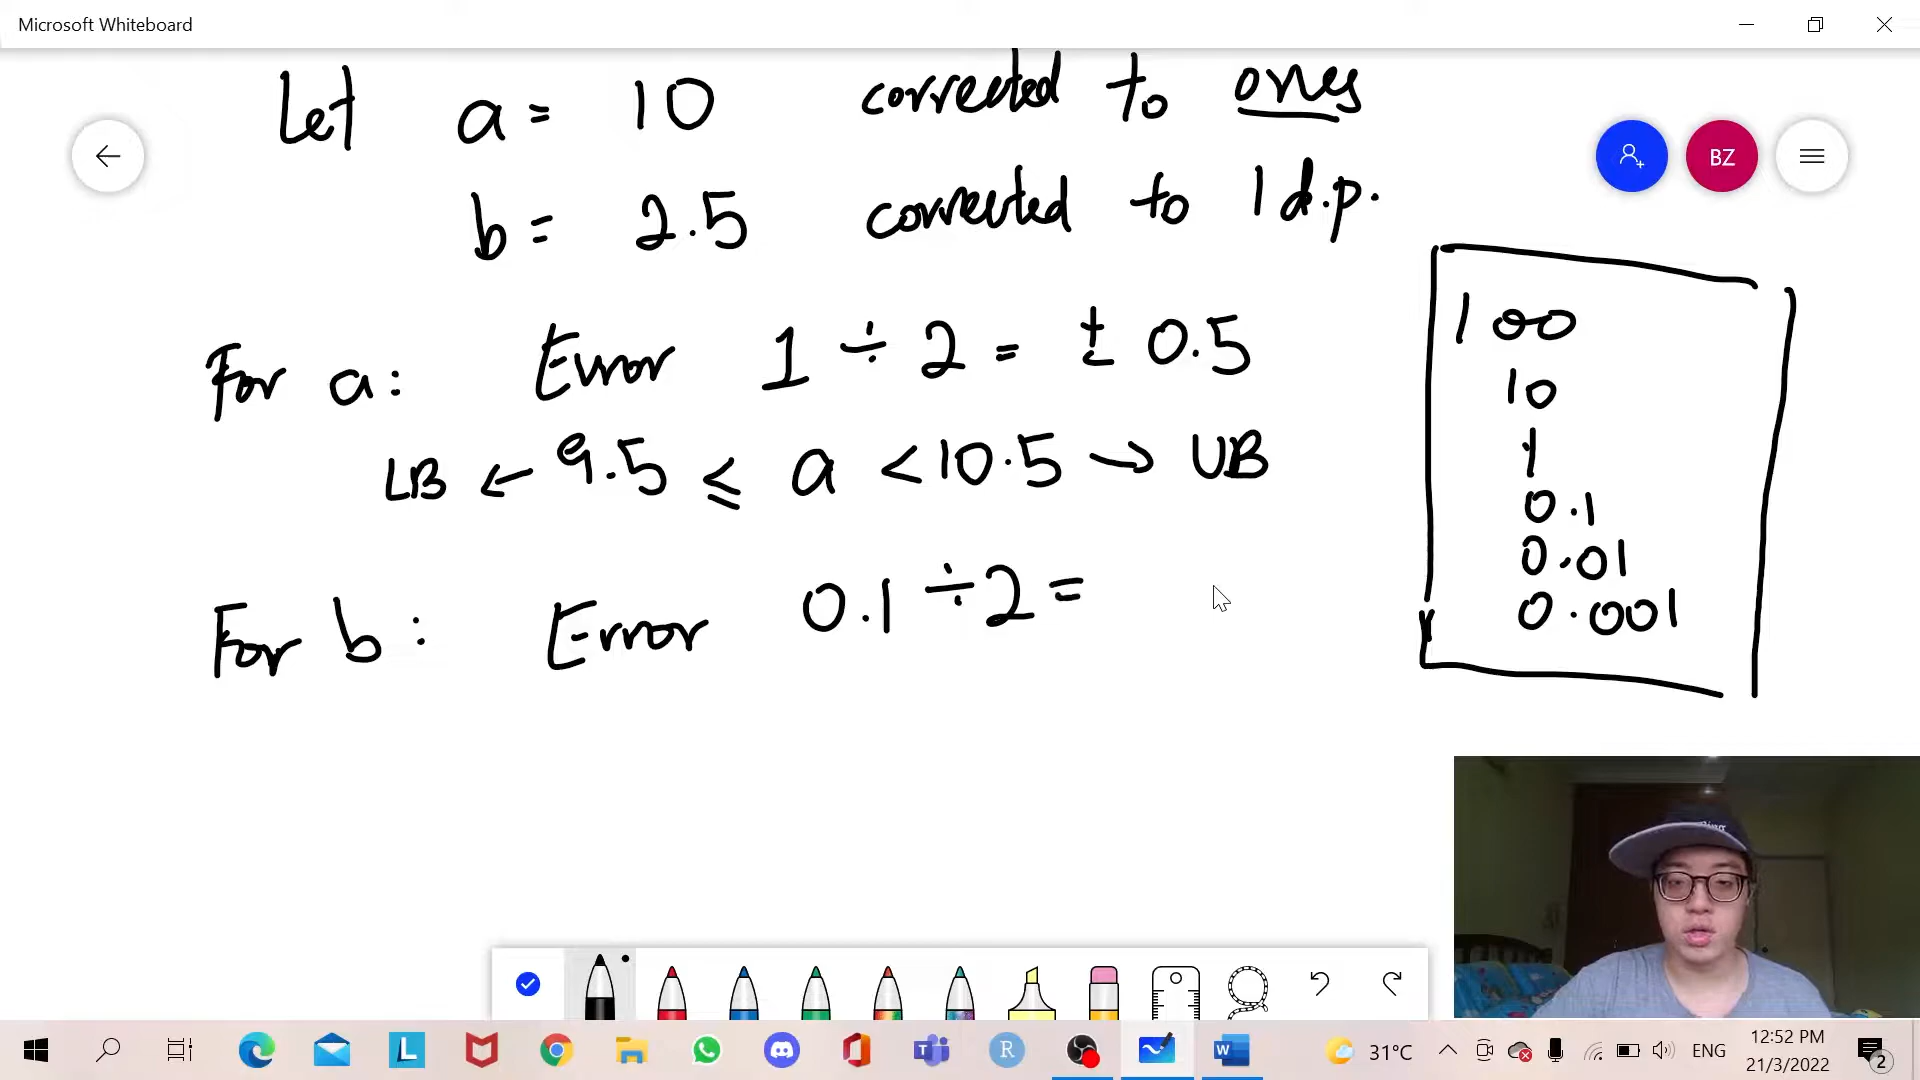 Microsoft Whiteboard
Let a = 10 corrected to ones
b = 2.5 corrected to 1 d.p.
BZ
For a: Error 1 ÷ 2 = ± 0.5
LB ← 9.5 ≤ a < 10.5 → UB
For b: Error 0.1 ÷ 2 =
100
10
1
0.1
0.01
0.001
31°C
ENG
12:52 PM
21/3/2022
2